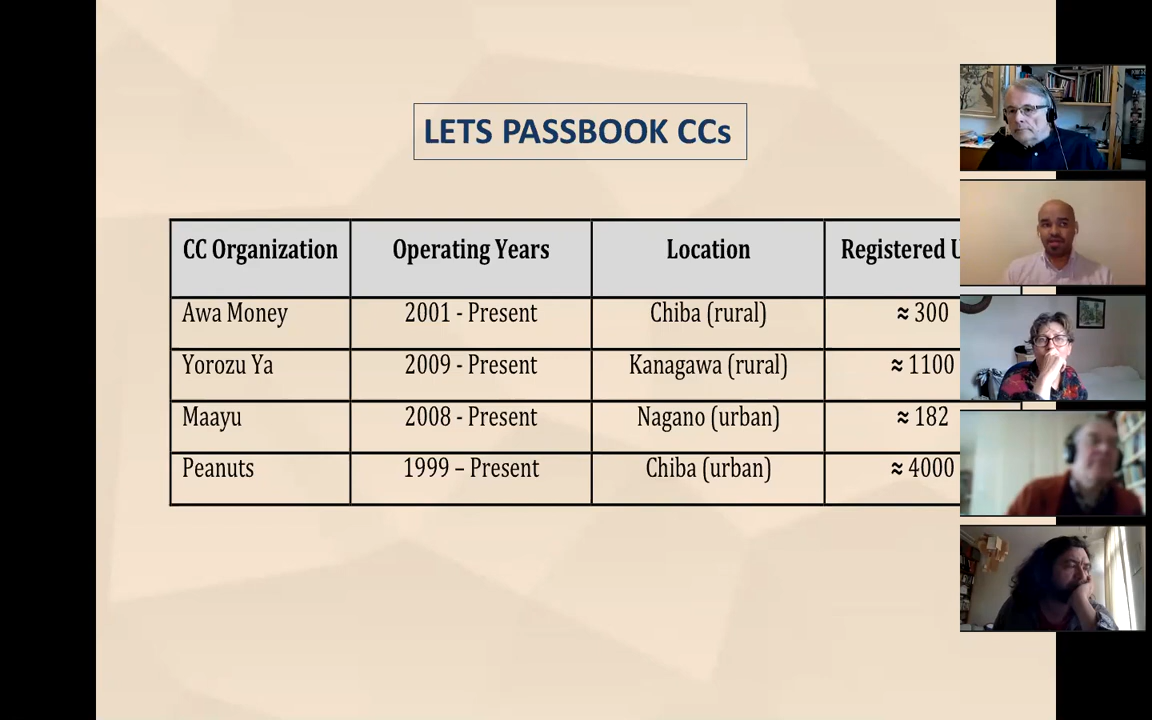 LETS PASSBOOK CCs
CC Organization Operating Years Location Registered U
Awa Money 2001 - Present Chiba (rural) ≈ 300
Yorozu Ya 2009 - Present Kanagawa (rural) ≈ 1100
Maayu 2008 - Present Nagano (urban) ≈ 182
Peanuts 1999 – Present Chiba (urban) ≈ 4000